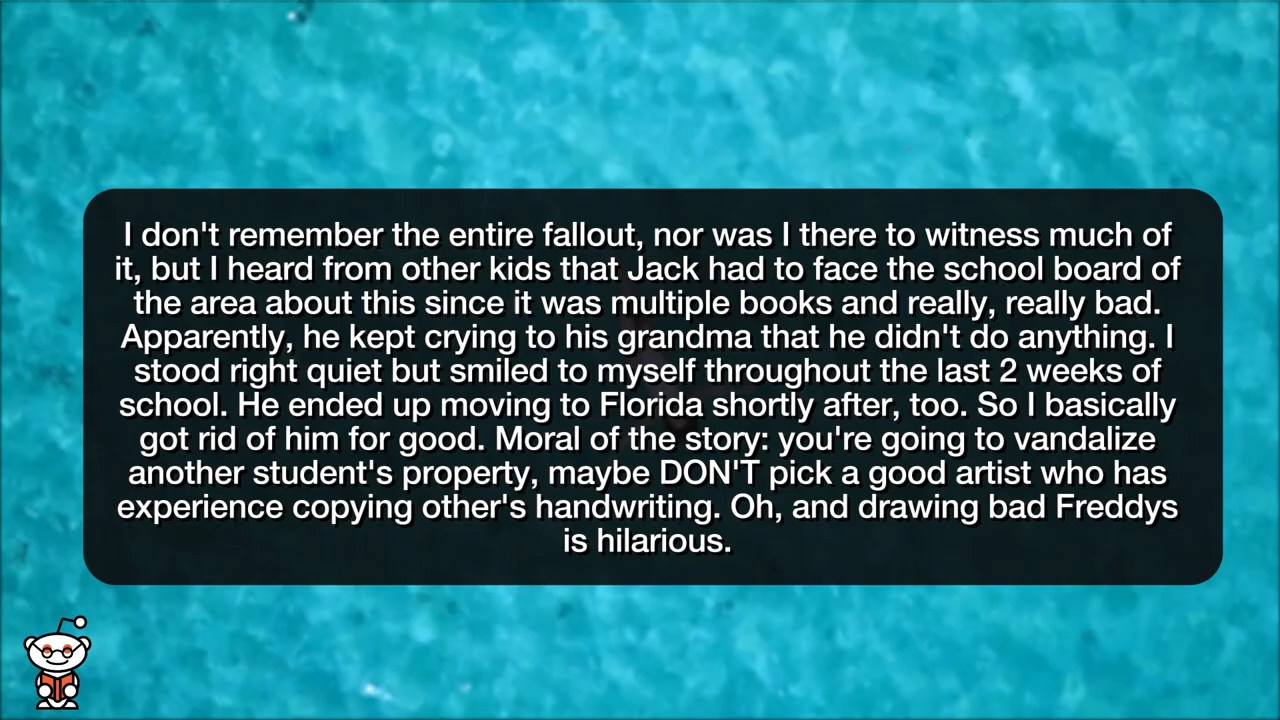 I don't remember the entire fallout, nor was I there to witness much of
it, but I heard from other kids that Jack had to face the school board of
the area about this since it was multiple books and really, really bad.
Apparently, he kept crying to his grandma that he didn't do anything. I
stood right quiet but smiled to myself throughout the last 2 weeks of
school. He ended up moving to Florida shortly after, too. So I basically
got rid of him for good. Moral of the story: you're going to vandalize
another student's property, maybe DON'T pick a good artist who has
experience copying other's handwriting. Oh, and drawing bad Freddys
is hilarious.